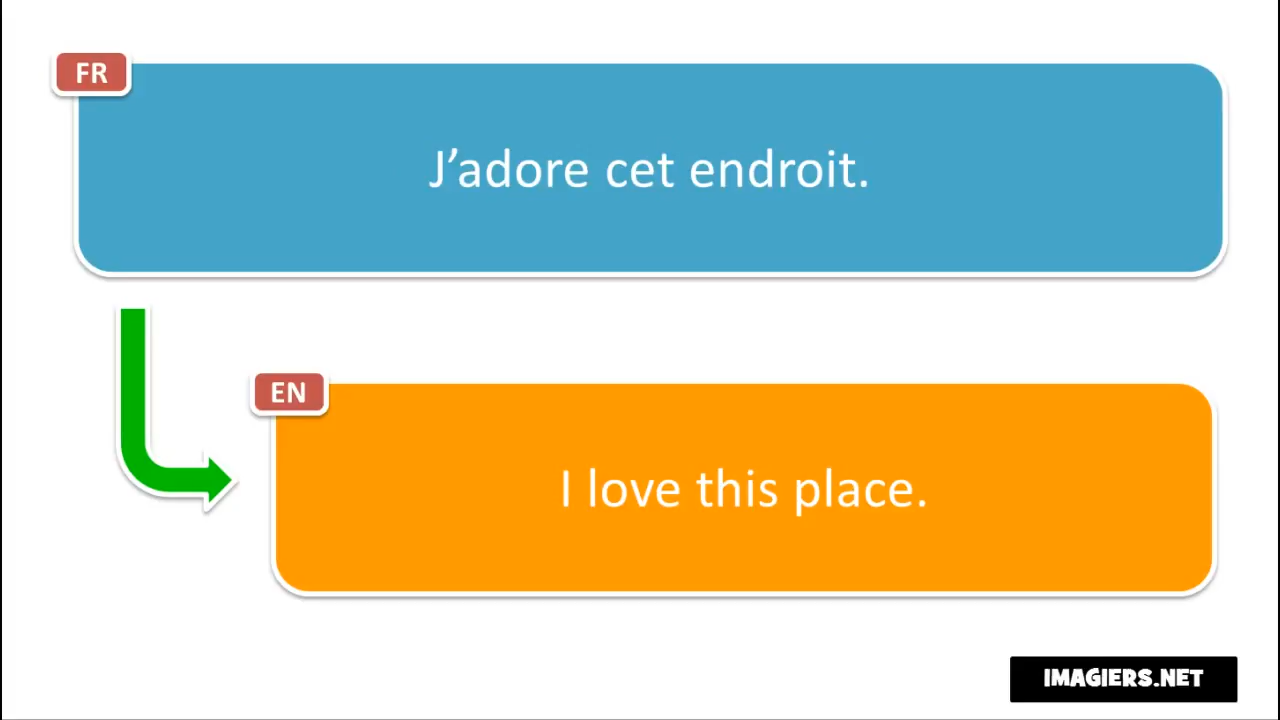 FR
J’adore cet endroit.
EN
I love this place.
IMAGIERS.NET